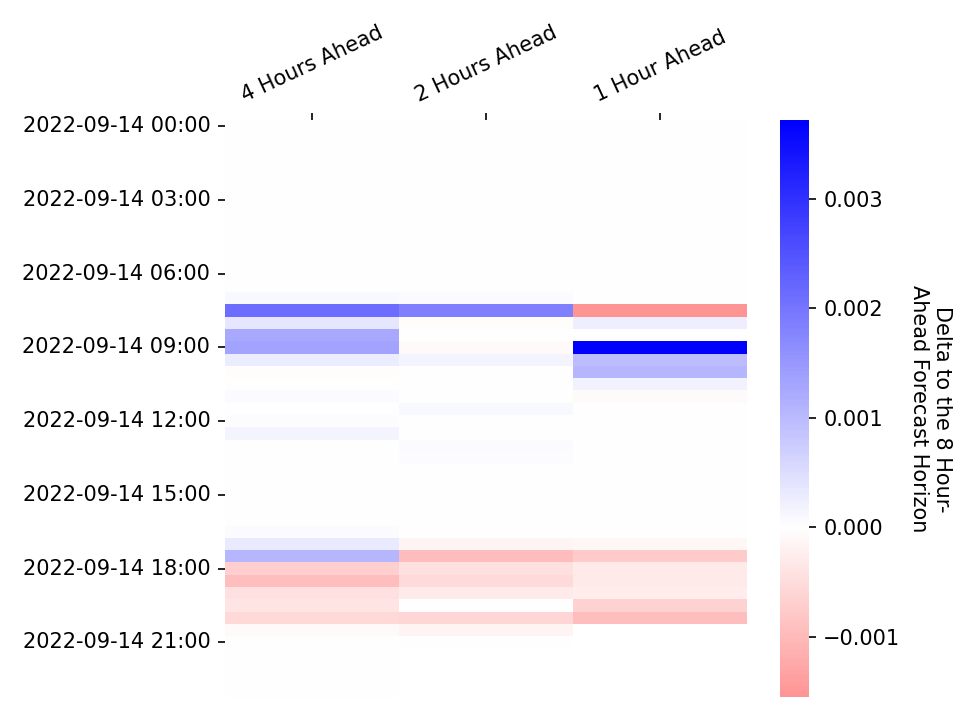 4 Hours Ahead
2 Hours Ahead
1 Hour Ahead
2022-09-14 00:00
2022-09-14 03:00
2022-09-14 06:00
2022-09-14 09:00
2022-09-14 12:00
2022-09-14 15:00
2022-09-14 18:00
2022-09-14 21:00
0.003
0.002
0.001
0.000
−0.001
Delta to the 8 Hour-
Ahead Forecast Horizon